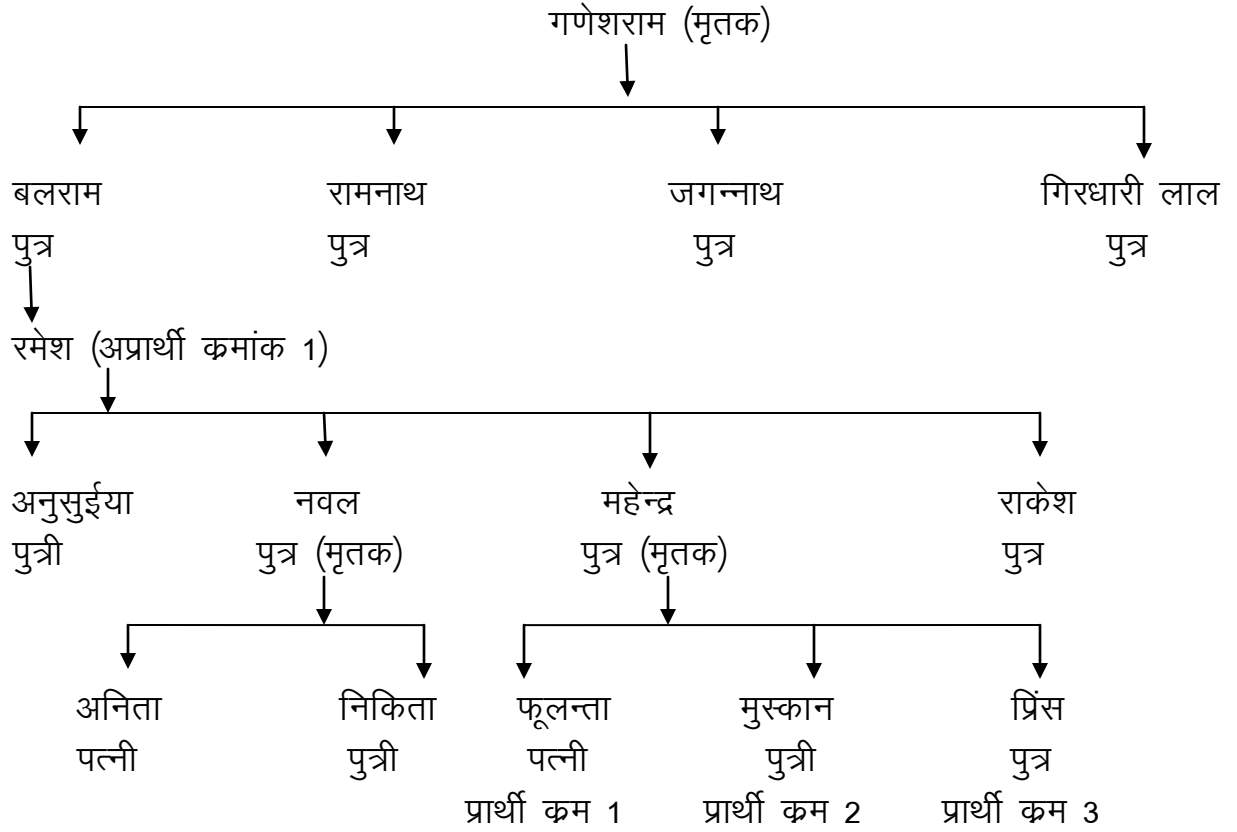 गणेशराम (मृतक)
बलराम रामनाथ जगन्नाथ गिरधारी लाल
पुत्र पुत्र पुत्र पुत्र
रमेश (अप्रार्थी क्रमांक 1)
अनुसुईया नवल महेन्द्र राकेश
पुत्री पुत्र (मृतक) पुत्र (मृतक) पुत्र
अनिता निकिता फूलन्ता मुस्कान प्रिंस
पत्नी पुत्री पत्नी पुत्री पुत्र
प्रार्थी क्रम 1 प्रार्थी क्रम 2 प्रार्थी क्रम 3